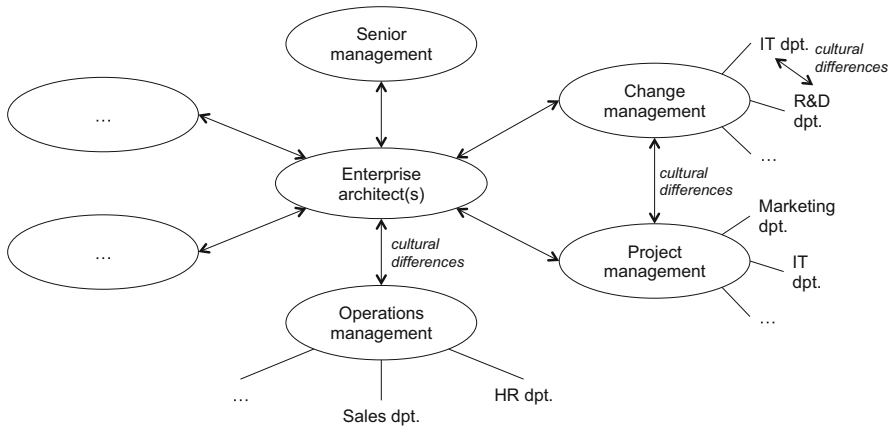 Senior
management
IT dpt.
cultural
differences
Change
management
R&D
dpt.
...
...
Enterprise
architect(s)
cultural
differences
Marketing
dpt.
...
cultural
differences
Project
management
IT
dpt.
...
Operations
management
...
Sales dpt.
HR dpt.